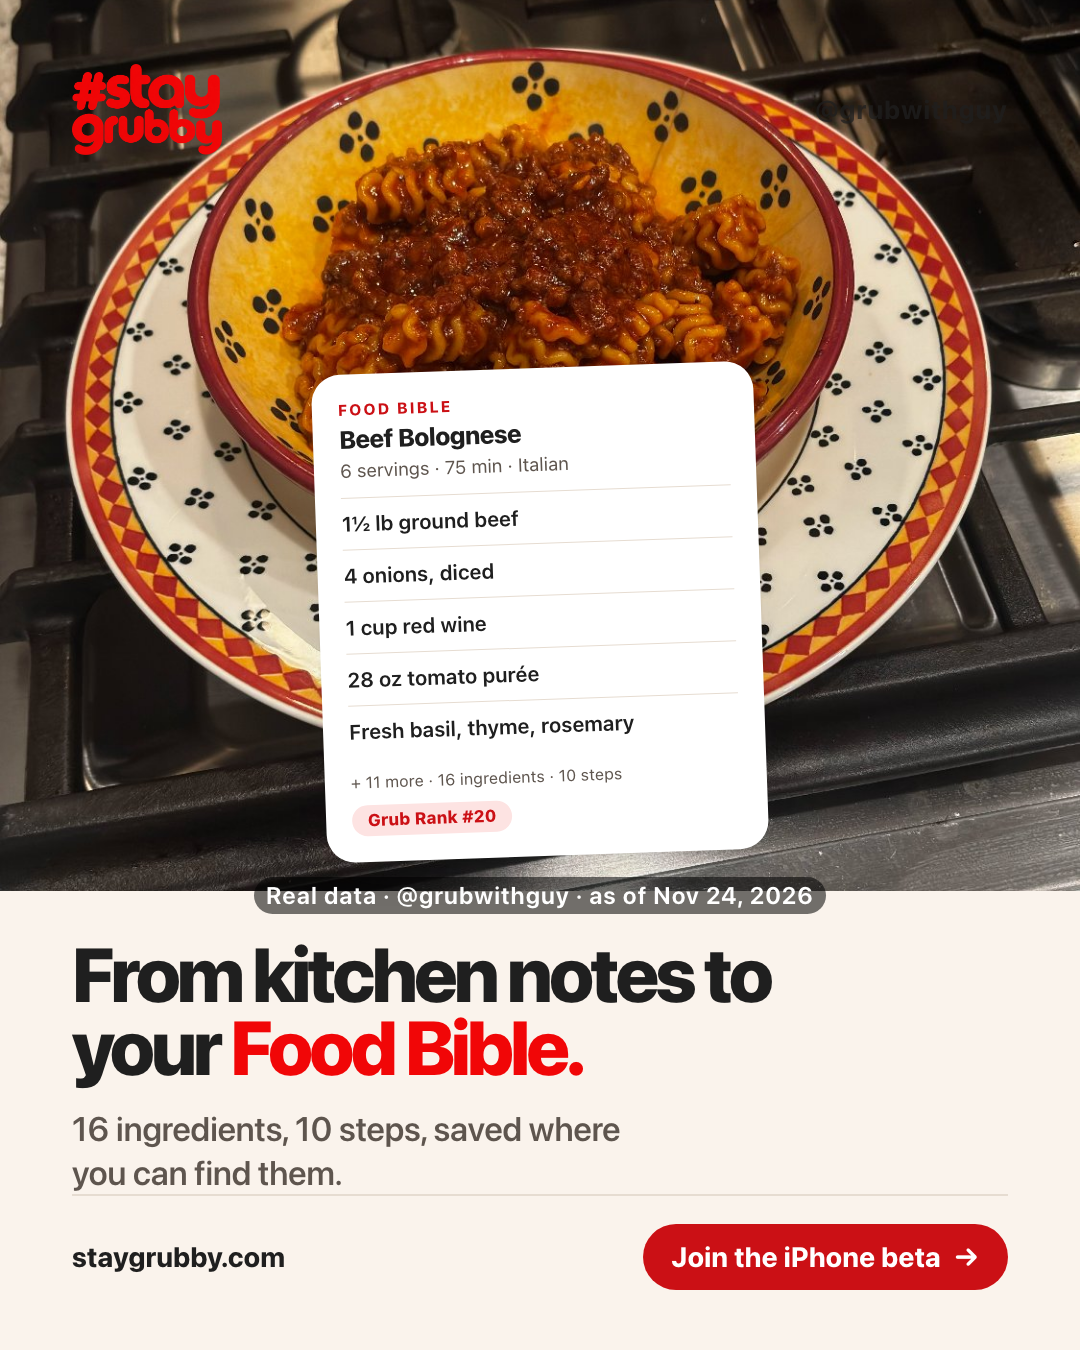 #stay
grubby
@grubwithguy
FOOD BIBLE
Beef Bolognese
6 servings · 75 min · Italian
1½ lb ground beef
4 onions, diced
1 cup red wine
28 oz tomato purée
Fresh basil, thyme, rosemary
+ 11 more · 16 ingredients · 10 steps
Grub Rank #20
Real data · @grubwithguy · as of Nov 24, 2026
From kitchen notes to
your Food Bible.
16 ingredients, 10 steps, saved where
you can find them.
staygrubby.com
Join the iPhone beta →